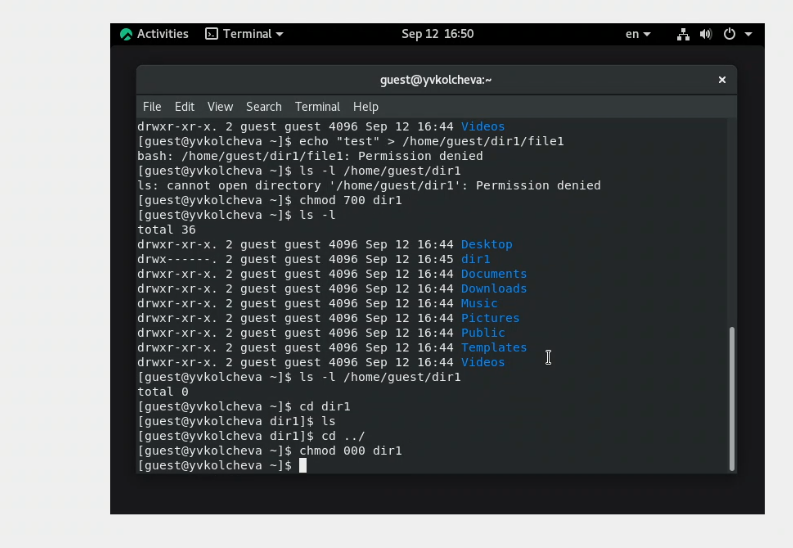 Activities Terminal Sep 12 16:50 en
guest@yvkolcheva:~ ×
File Edit View Search Terminal Help
drwxr-xr-x. 2 guest guest 4096 Sep 12 16:44 Videos
[guest@yvkolcheva ~]$ echo "test" > /home/guest/dir1/file1
bash: /home/guest/dir1/file1: Permission denied
[guest@yvkolcheva ~]$ ls -l /home/guest/dir1
ls: cannot open directory '/home/guest/dir1': Permission denied
[guest@yvkolcheva ~]$ chmod 700 dir1
[guest@yvkolcheva ~]$ ls -l
total 36
drwxr-xr-x. 2 guest guest 4096 Sep 12 16:44 Desktop
drwx------. 2 guest guest 4096 Sep 12 16:45 dir1
drwxr-xr-x. 2 guest guest 4096 Sep 12 16:44 Documents
drwxr-xr-x. 2 guest guest 4096 Sep 12 16:44 Downloads
drwxr-xr-x. 2 guest guest 4096 Sep 12 16:44 Music
drwxr-xr-x. 2 guest guest 4096 Sep 12 16:44 Pictures
drwxr-xr-x. 2 guest guest 4096 Sep 12 16:44 Public
drwxr-xr-x. 2 guest guest 4096 Sep 12 16:44 Templates
drwxr-xr-x. 2 guest guest 4096 Sep 12 16:44 Videos
[guest@yvkolcheva ~]$ ls -l /home/guest/dir1
total 0
[guest@yvkolcheva ~]$ cd dir1
[guest@yvkolcheva dir1]$ ls
[guest@yvkolcheva dir1]$ cd ../
[guest@yvkolcheva ~]$ chmod 000 dir1
[guest@yvkolcheva ~]$